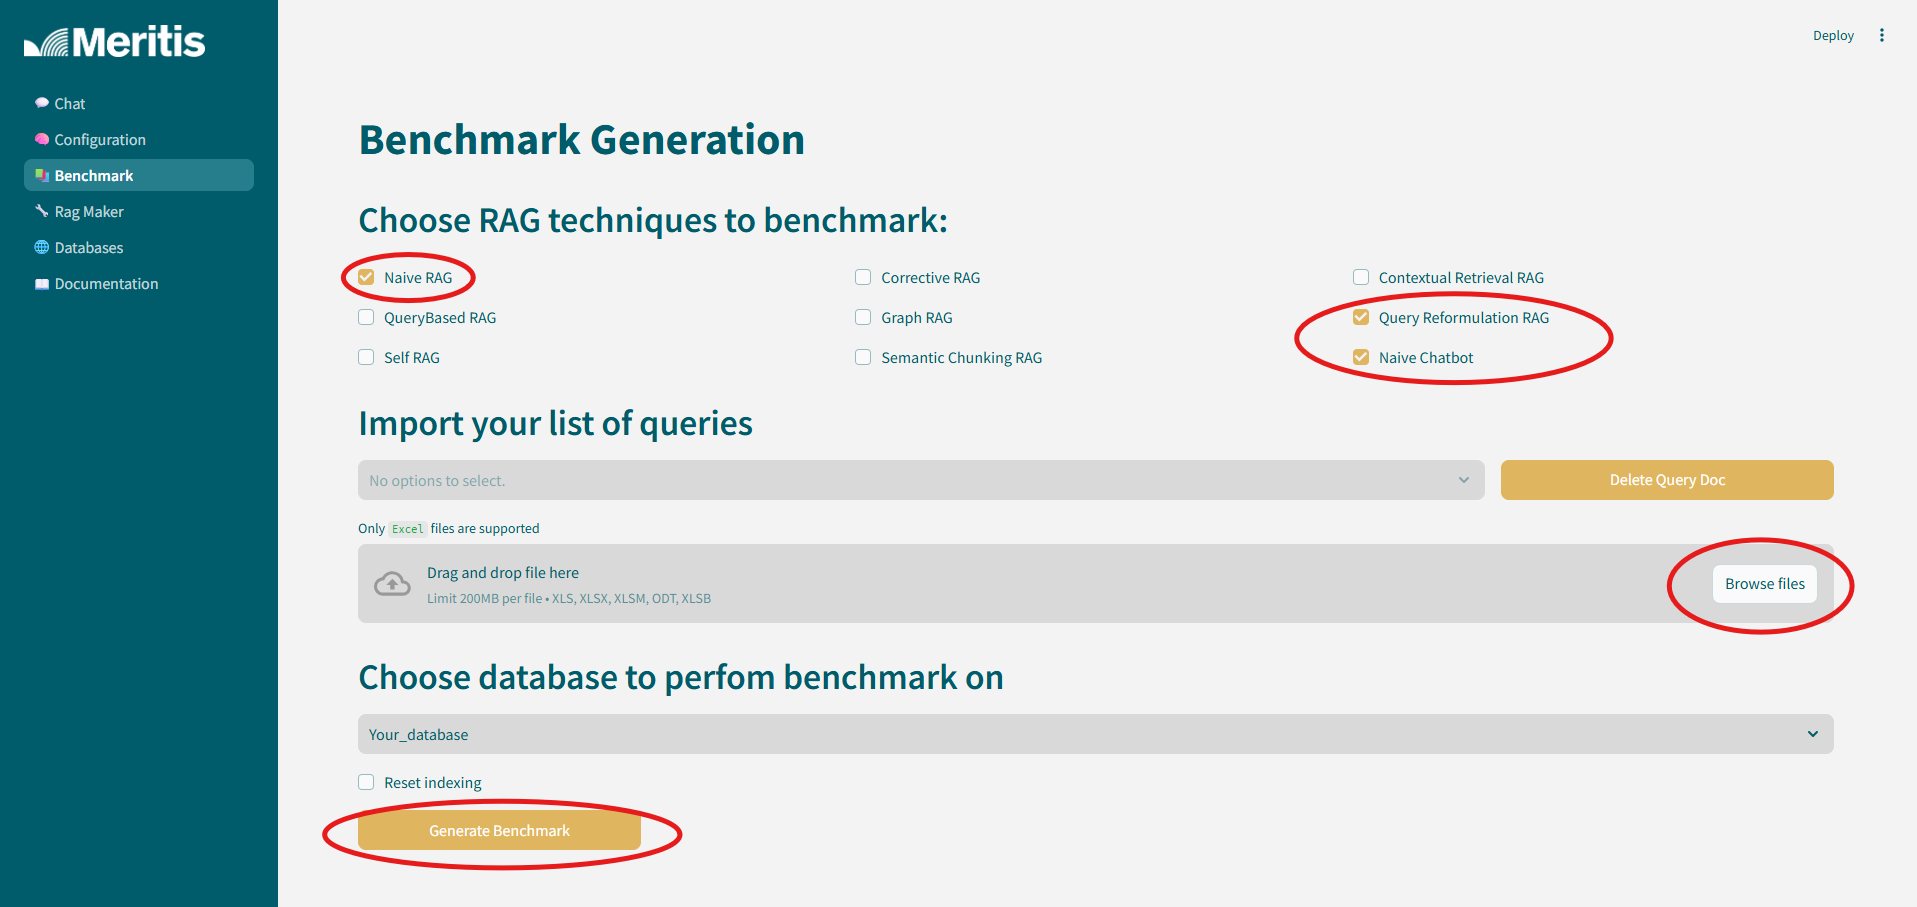 Meritis
Deploy
Chat
Configuration
Benchmark
Rag Maker
Databases
Documentation
Benchmark Generation
Choose RAG techniques to benchmark:
Naive RAG
Corrective RAG
Contextual Retrieval RAG
QueryBased RAG
Graph RAG
Query Reformulation RAG
Self RAG
Semantic Chunking RAG
Naive Chatbot
Import your list of queries
No options to select.
Delete Query Doc
Only Excel files are supported
Drag and drop file here
Limit 200MB per file • XLS, XLSX, XLSM, ODT, XLSB
Browse files
Choose database to perfom benchmark on
Your_database
Reset indexing
Generate Benchmark